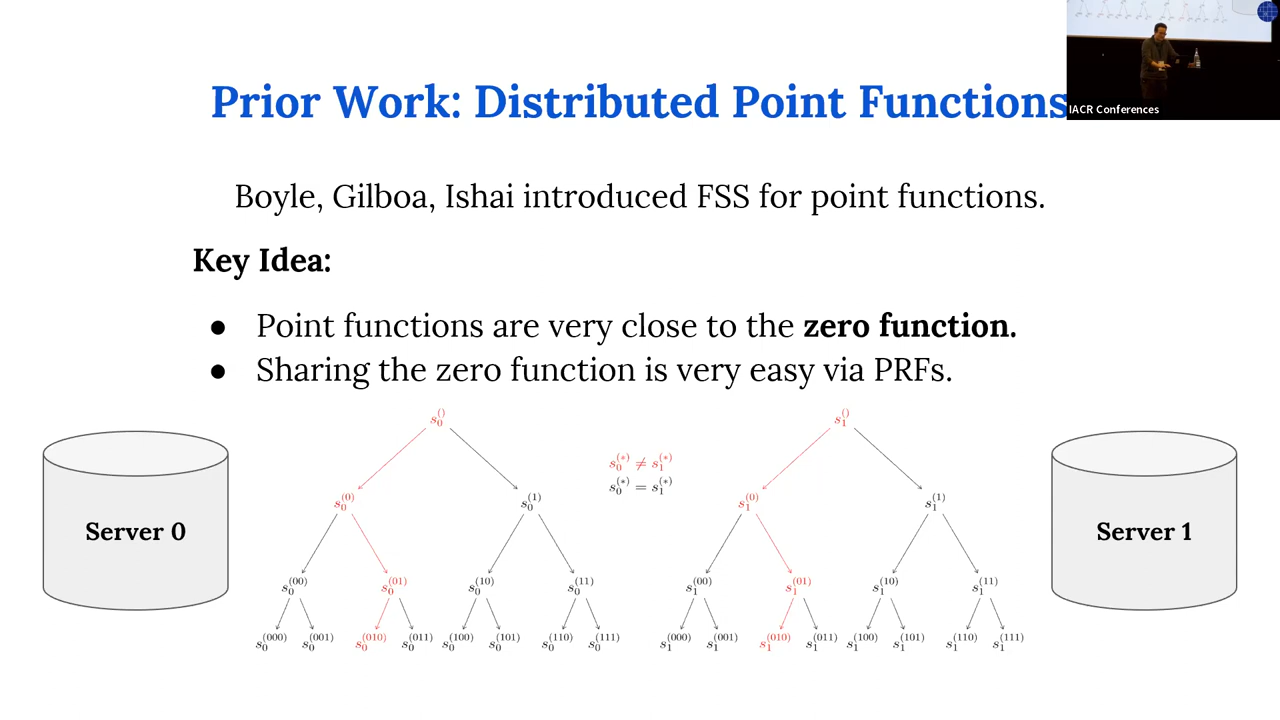 Prior Work: Distributed Point Functions
IACR Conferences
Boyle, Gilboa, Ishai introduced FSS for point functions.
Key Idea:
● Point functions are very close to the zero function.
● Sharing the zero function is very easy via PRFs.
s_0^{()} s_1^{()}
s_0^{(*)} ≠ s_1^{(*)}
s_0^{(*)} = s_1^{(*)}
s_0^{(0)} s_0^{(1)} s_1^{(0)} s_1^{(1)}
Server 0 Server 1
s_0^{(00)} s_0^{(01)} s_0^{(10)} s_0^{(11)} s_1^{(00)} s_1^{(01)} s_1^{(10)} s_1^{(11)}
s_0^{(000)} s_0^{(001)} s_0^{(010)} s_0^{(011)} s_0^{(100)} s_0^{(101)} s_0^{(110)} s_0^{(111)} s_1^{(000)} s_1^{(001)} s_1^{(010)} s_1^{(011)} s_1^{(100)} s_1^{(101)} s_1^{(110)} s_1^{(111)}